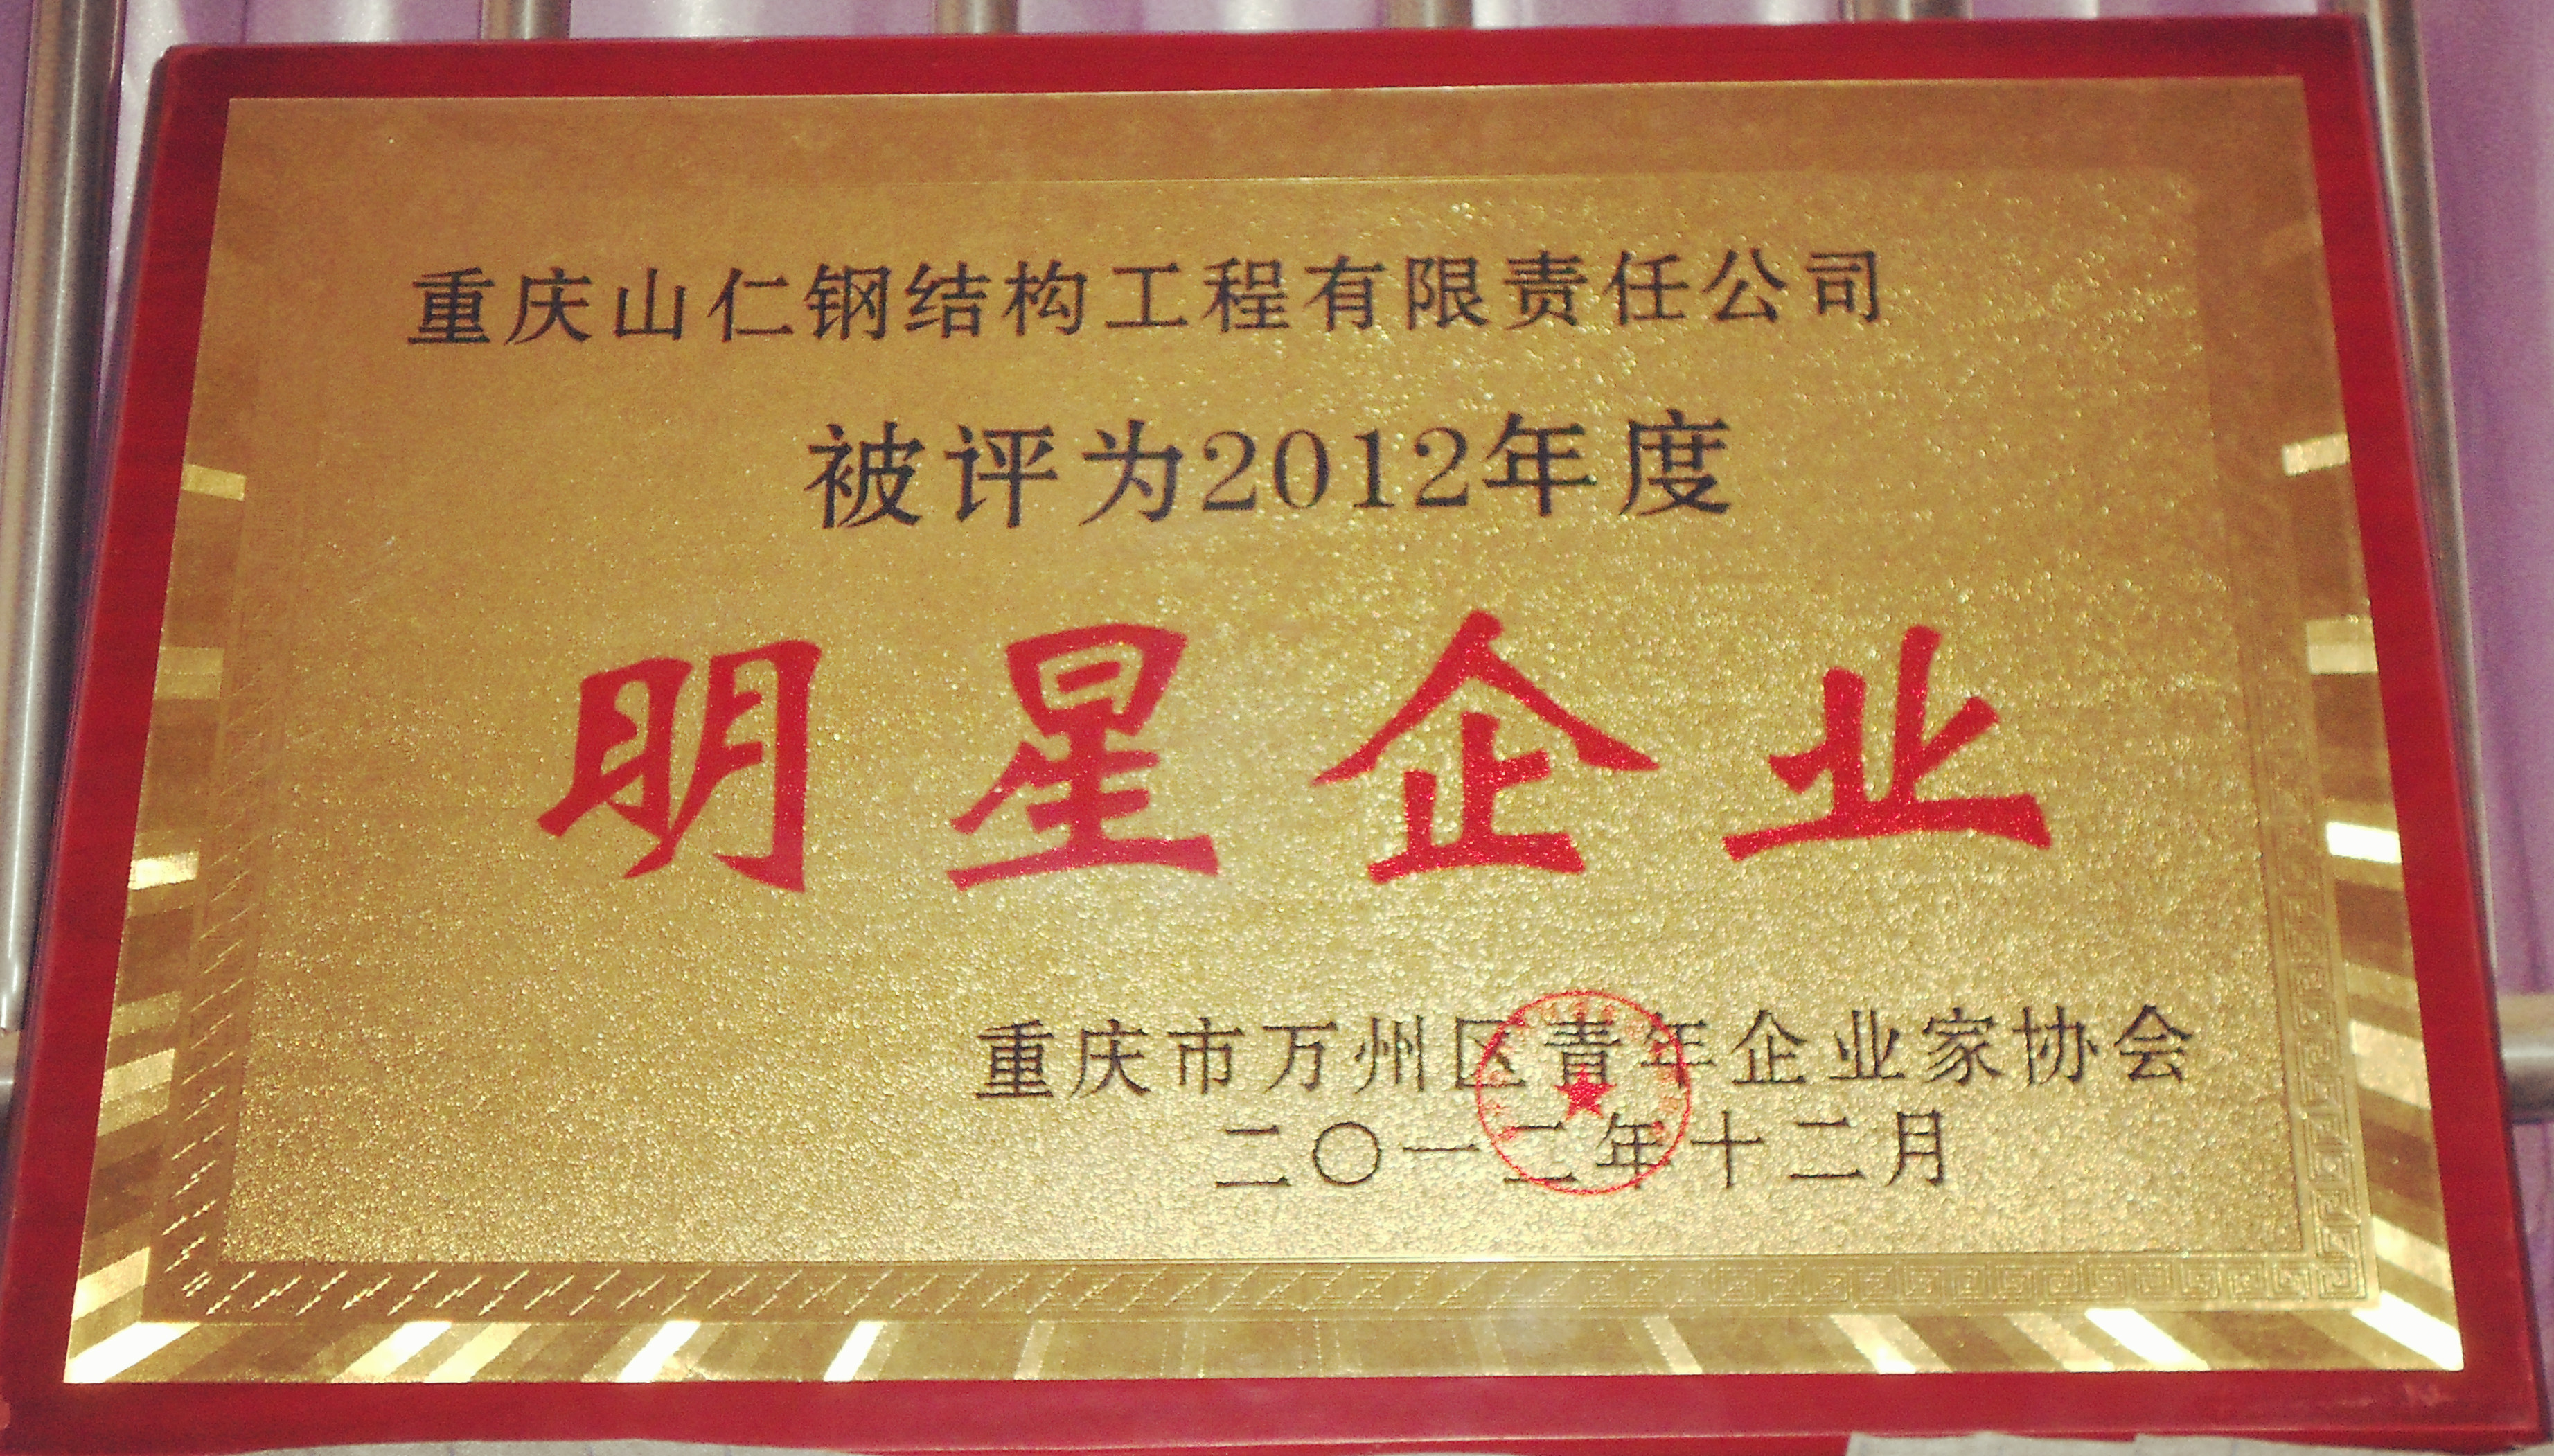 重庆山仁钢结构工程有限责任公司
被评为2012年度
明星企业
重庆市万州区青年企业家协会
二〇一二年十二月